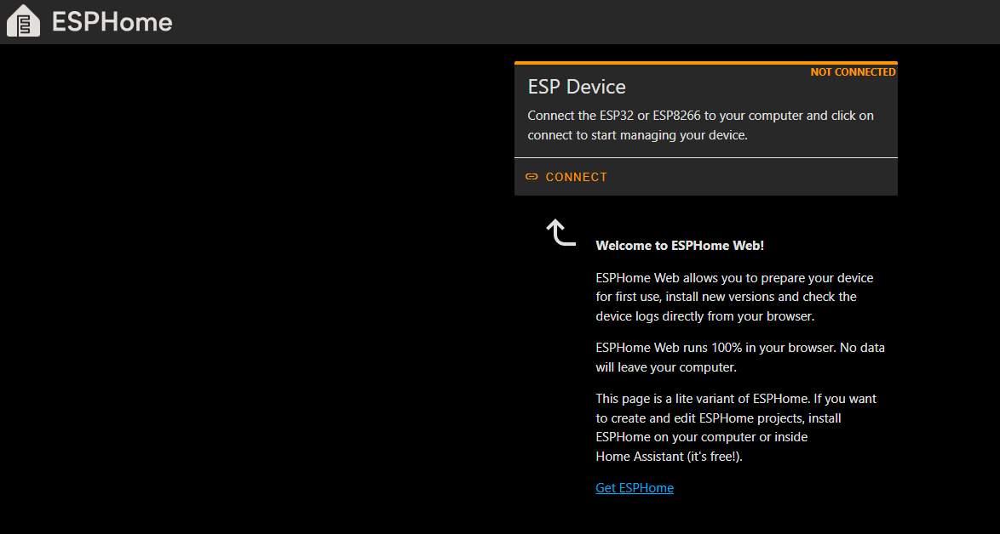 ESPHome
NOT CONNECTED
ESP Device
Connect the ESP32 or ESP8266 to your computer and click on
connect to start managing your device.
CONNECT
Welcome to ESPHome Web!
ESPHome Web allows you to prepare your device
for first use, install new versions and check the
device logs directly from your browser.
ESPHome Web runs 100% in your browser. No data
will leave your computer.
This page is a lite variant of ESPHome. If you want
to create and edit ESPHome projects, install
ESPHome on your computer or inside
Home Assistant (it's free!).
Get ESPHome